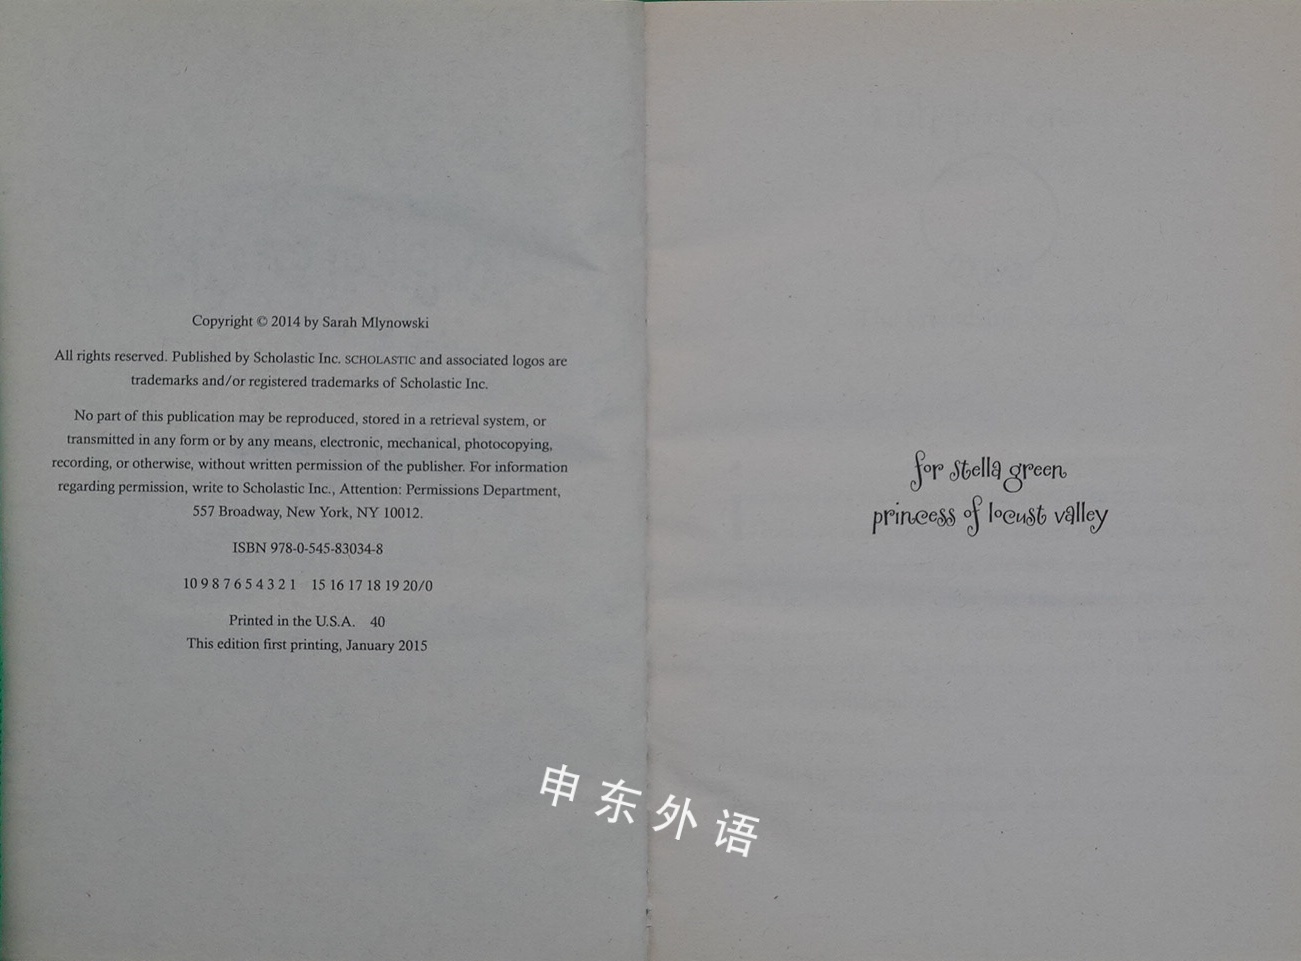 Copyright © 2014 by Sarah Mlynowski
All rights reserved. Published by Scholastic Inc. SCHOLASTIC and associated logos are
trademarks and/or registered trademarks of Scholastic Inc.
No part of this publication may be reproduced, stored in a retrieval system, or
transmitted in any form or by any means, electronic, mechanical, photocopying,
recording, or otherwise, without written permission of the publisher. For information
regarding permission, write to Scholastic Inc., Attention: Permissions Department,
557 Broadway, New York, NY 10012.
ISBN 978-0-545-83034-8
10 9 8 7 6 5 4 3 2 1 15 16 17 18 19 20/0
Printed in the U.S.A. 40
This edition first printing, January 2015
for stella green
princess of locust valley
申东外语